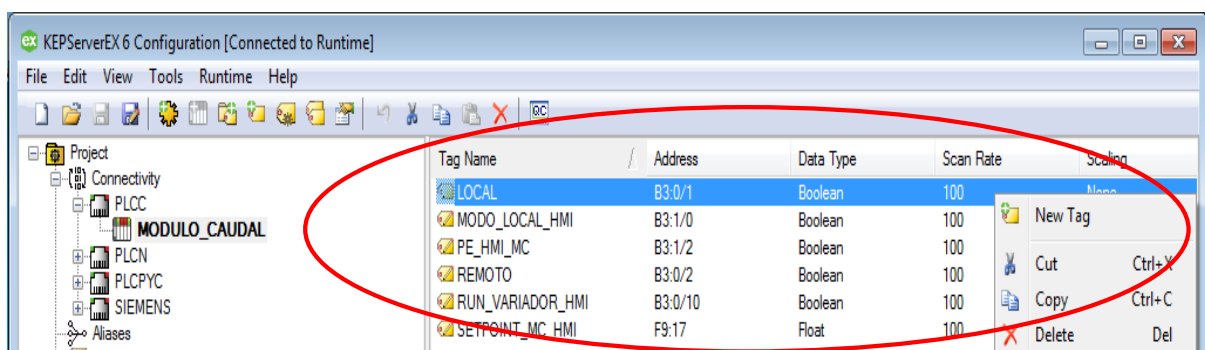 ex KEPServerEX 6 Configuration [Connected to Runtime]
File Edit View Tools Runtime Help
QC
Project
Connectivity
PLCC
MODULO_CAUDAL
PLCN
PLCPYC
SIEMENS
Aliases
Tag Name / Address Data Type Scan Rate Scaling
LOCAL B3:0/1 Boolean 100 None
MODO_LOCAL_HMI B3:1/0 Boolean 100
PE_HMI_MC B3:1/2 Boolean 100
REMOTO B3:0/2 Boolean 100
RUN_VARIADOR_HMI B3:0/10 Boolean 100
SETPOINT_MC_HMI F9:17 Float 100
New Tag
Cut Ctrl+X
Copy Ctrl+C
Delete Del